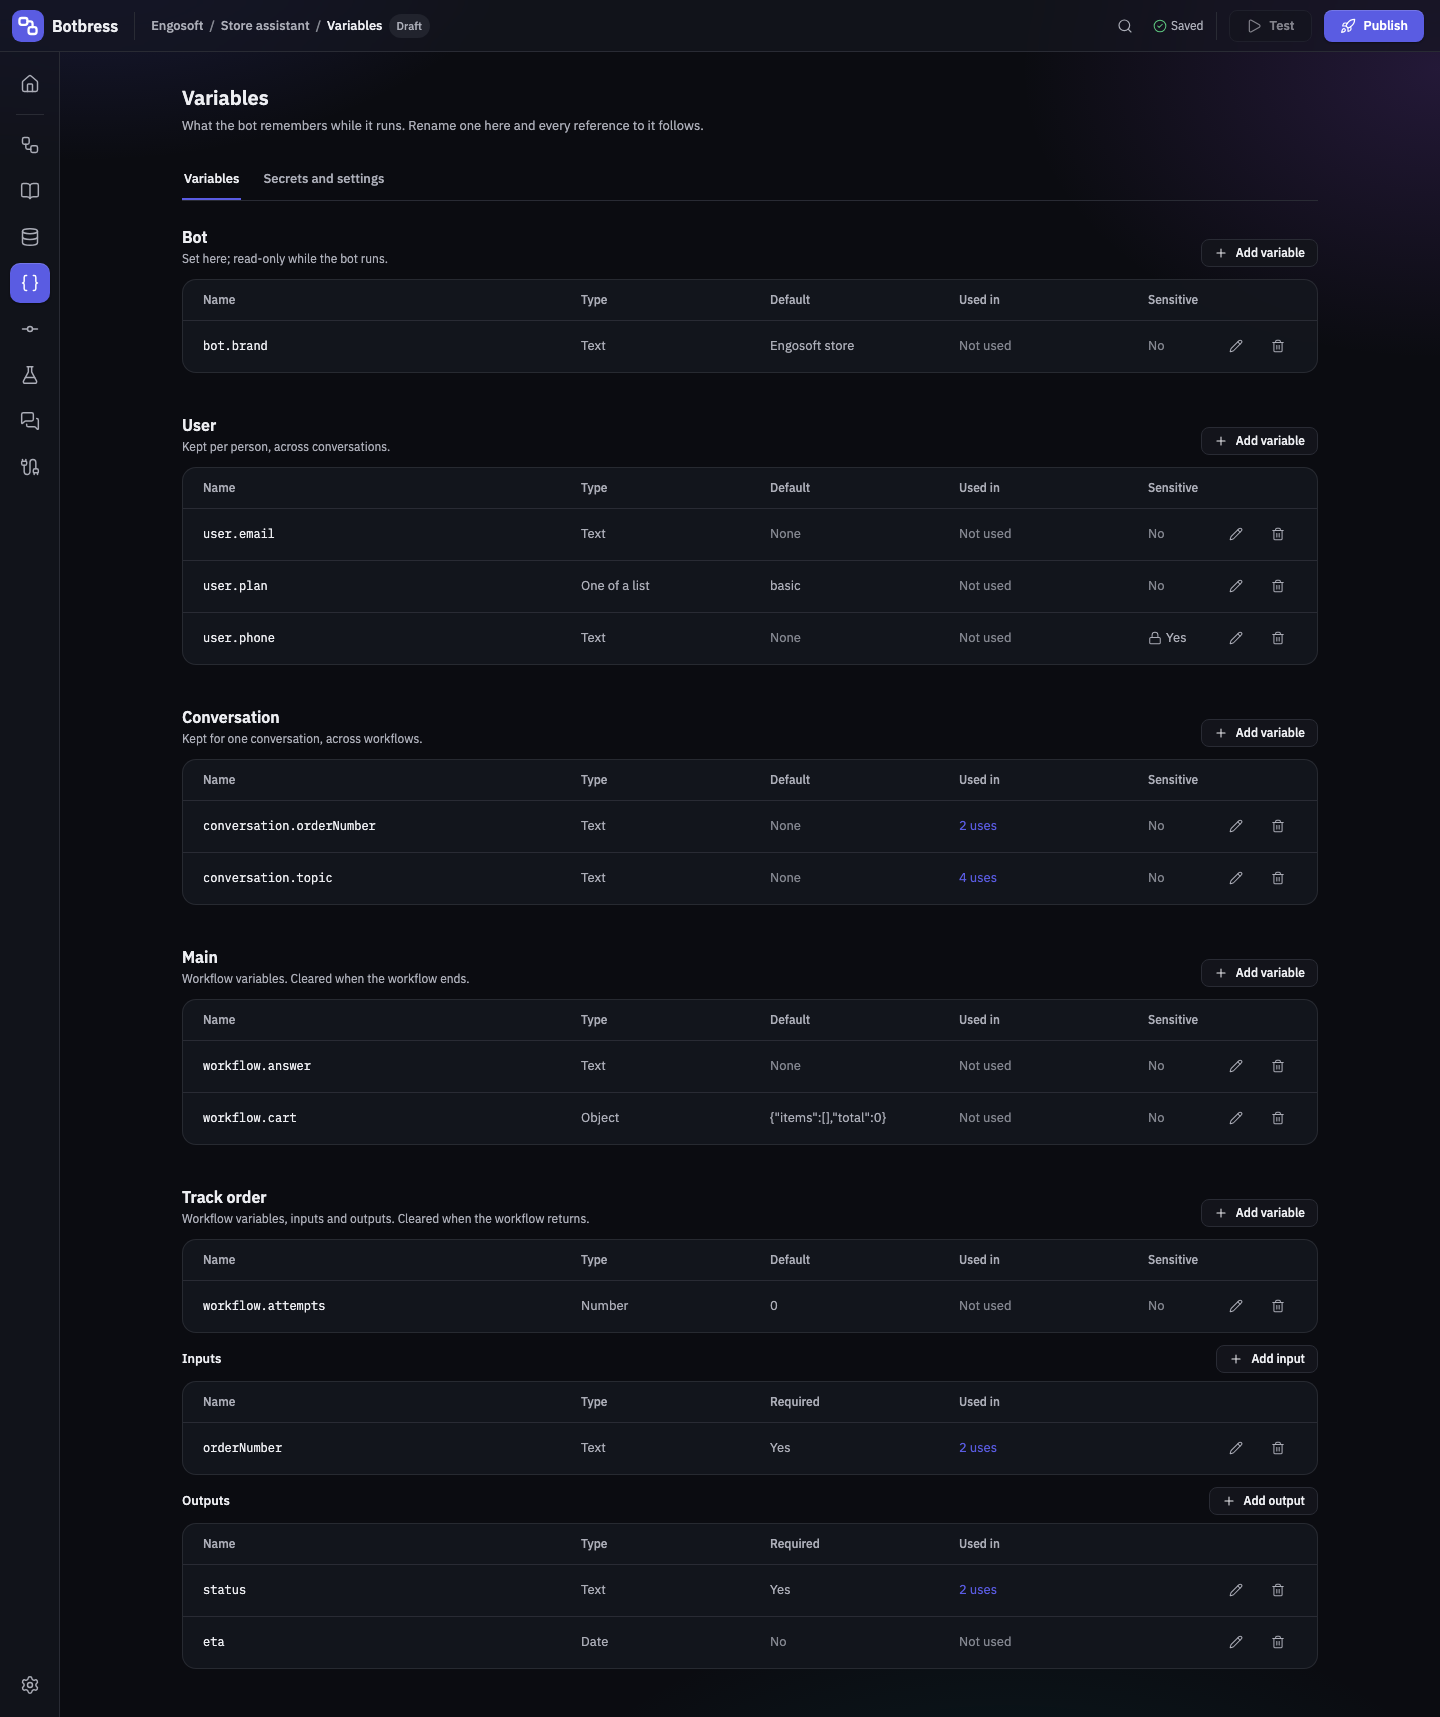 Botbress
Engosoft / Store assistant / Variables Draft
Saved
Test
Publish
Variables
What the bot remembers while it runs. Rename one here and every reference to it follows.
Variables Secrets and settings
Bot
Set here; read-only while the bot runs.
Add variable
Name Type Default Used in Sensitive
bot.brand Text Engosoft store Not used No
User
Kept per person, across conversations.
Add variable
Name Type Default Used in Sensitive
user.email Text None Not used No
user.plan One of a list basic Not used No
user.phone Text None Not used Yes
Conversation
Kept for one conversation, across workflows.
Add variable
Name Type Default Used in Sensitive
conversation.orderNumber Text None 2 uses No
conversation.topic Text None 4 uses No
Main
Workflow variables. Cleared when the workflow ends.
Add variable
Name Type Default Used in Sensitive
workflow.answer Text None Not used No
workflow.cart Object {"items":[],"total":0} Not used No
Track order
Workflow variables, inputs and outputs. Cleared when the workflow returns.
Add variable
Name Type Default Used in Sensitive
workflow.attempts Number 0 Not used No
Inputs
Add input
Name Type Required Used in
orderNumber Text Yes 2 uses
Outputs
Add output
Name Type Required Used in
status Text Yes 2 uses
eta Date No Not used